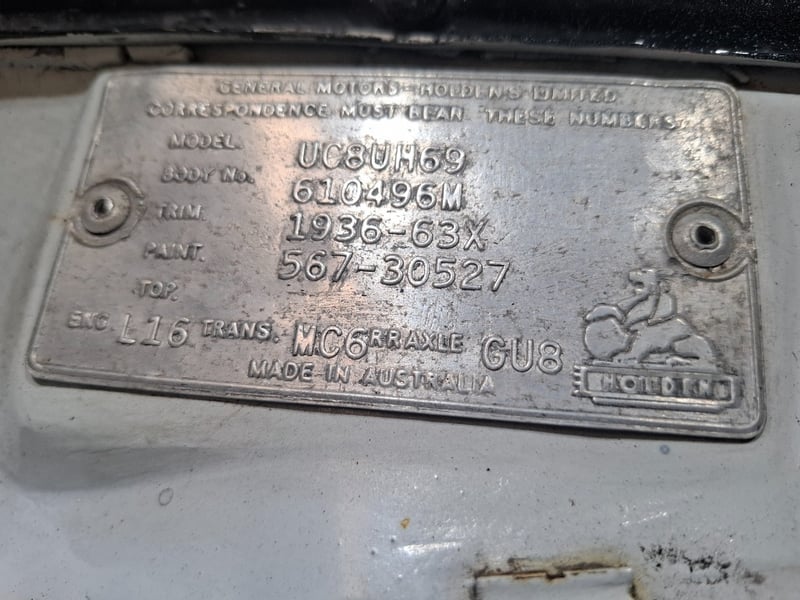 GENERAL MOTORS-HOLDEN'S LIMITED
CORRESPONDENCE MUST BEAR THESE NUMBERS
MODEL. UC8UH69
BODY No. 610496M
TRIM. 1936-63X
PAINT. 567-30527
TOP.
ENG L16 TRANS. MC6 RR AXLE GU8
MADE IN AUSTRALIA
HOLDENS